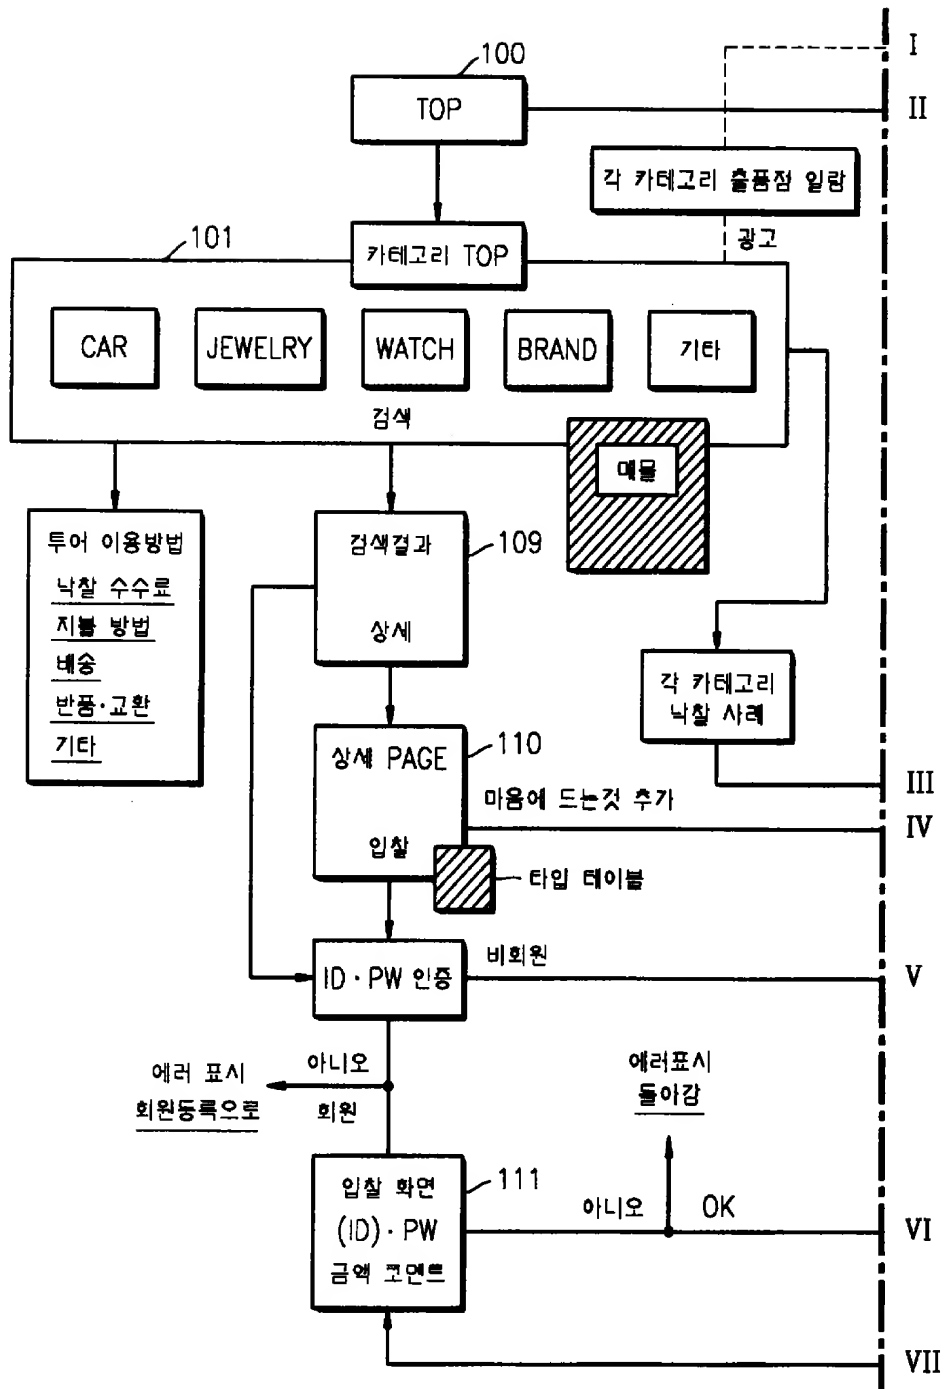 100
I
TOP
II
각 카테고리 출품점 일람
광고
101
카테고리 TOP
CAR
JEWELRY
WATCH
BRAND
기타
검색
매물
투어 이용방법
낙찰 수수료
지불 방법
배송
반품·교환
기타
검색결과
상세
109
각 카테고리
낙찰 사례
III
상세 PAGE
입찰
110
마음에 드는것 추가
IV
타입 테이블
ID·PW 인증
비회원
V
아니오
에러 표시
회원등록으로
회원
에러표시
돌아감
입찰 화면
(ID)·PW
금액 코멘트
111
아니오
OK
VI
VII